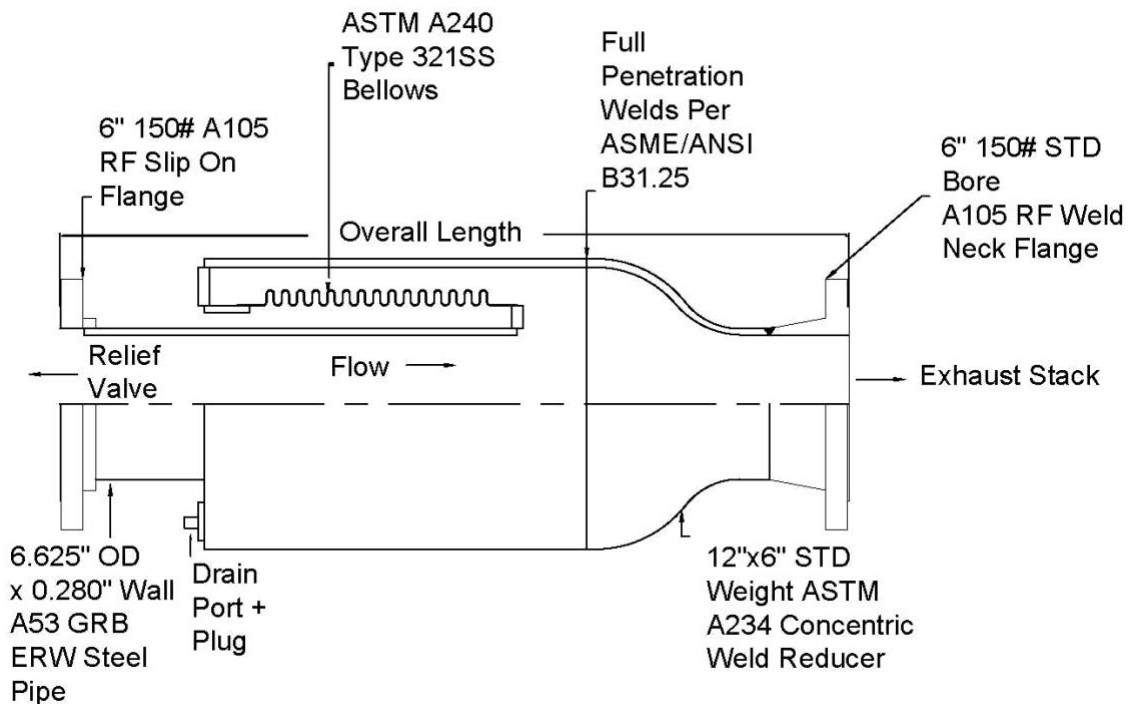 ASTM A240
Type 321SS
Bellows
Full
Penetration
Welds Per
ASME/ANSI
B31.25
6" 150# A105
RF Slip On
Flange
6" 150# STD
Bore
A105 RF Weld
Neck Flange
Overall Length
Relief
Valve
Flow
Exhaust Stack
6.625" OD
x 0.280" Wall
A53 GRB
ERW Steel
Pipe
Drain
Port +
Plug
12"x6" STD
Weight ASTM
A234 Concentric
Weld Reducer